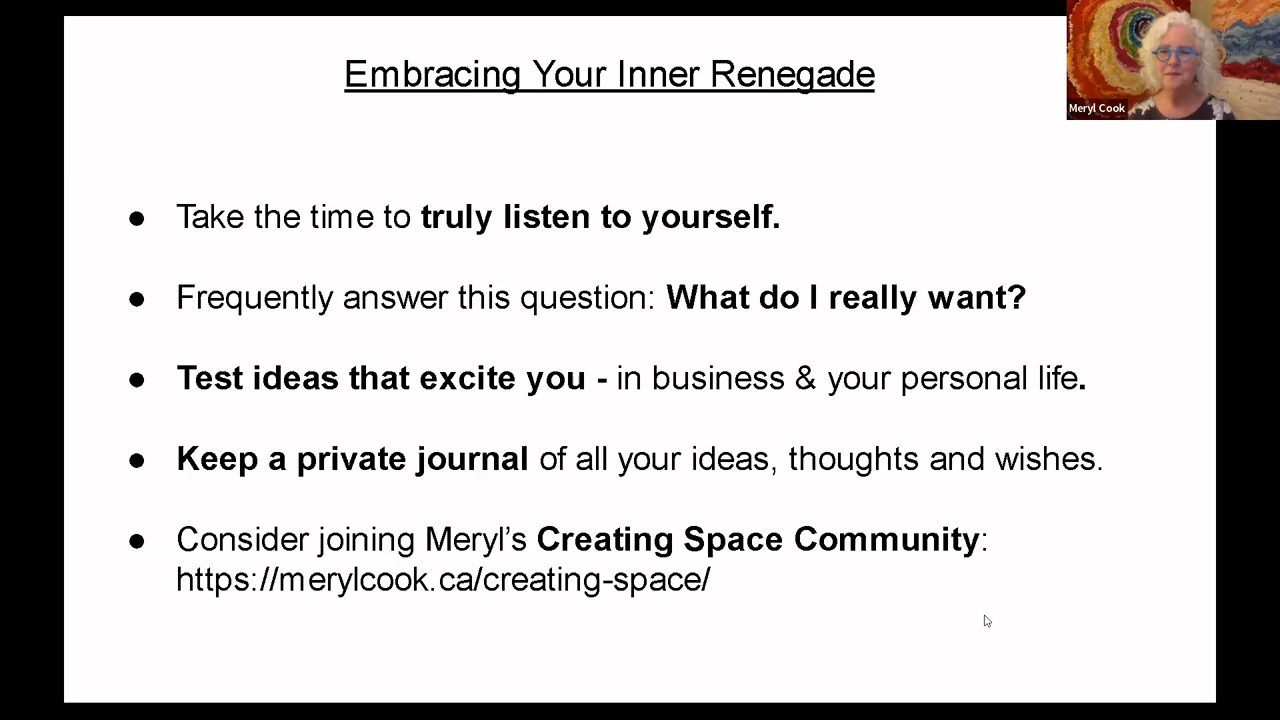 Embracing Your Inner Renegade
Meryl Cook
● Take the time to truly listen to yourself.
● Frequently answer this question: What do I really want?
● Test ideas that excite you - in business & your personal life.
● Keep a private journal of all your ideas, thoughts and wishes.
● Consider joining Meryl’s Creating Space Community:
https://merylcook.ca/creating-space/